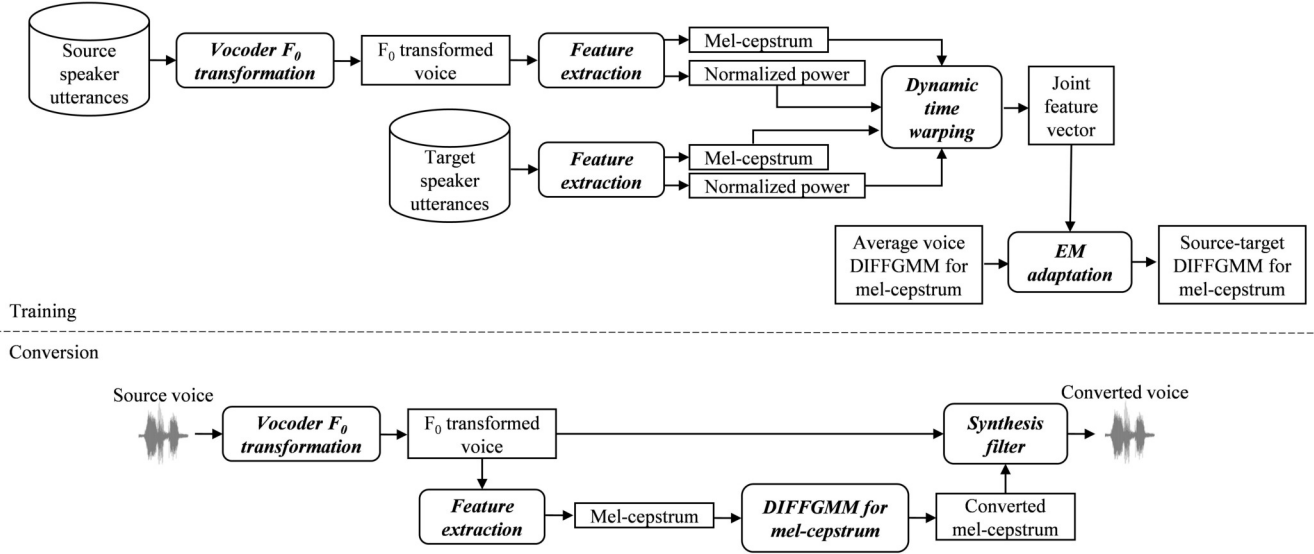 Source
speaker
utterances
Vocoder F0
transformation
F0 transformed
voice
Feature
extraction
Mel-cepstrum
Normalized power
Dynamic
time
warping
Joint
feature
vector
Target
speaker
utterances
Feature
extraction
Mel-cepstrum
Normalized power
Average voice
DIFFGMM for
mel-cepstrum
EM
adaptation
Source-target
DIFFGMM for
mel-cepstrum
Training
Conversion
Source voice
Vocoder F0
transformation
F0 transformed
voice
Synthesis
filter
Converted voice
Feature
extraction
Mel-cepstrum
DIFFGMM for
mel-cepstrum
Converted
mel-cepstrum